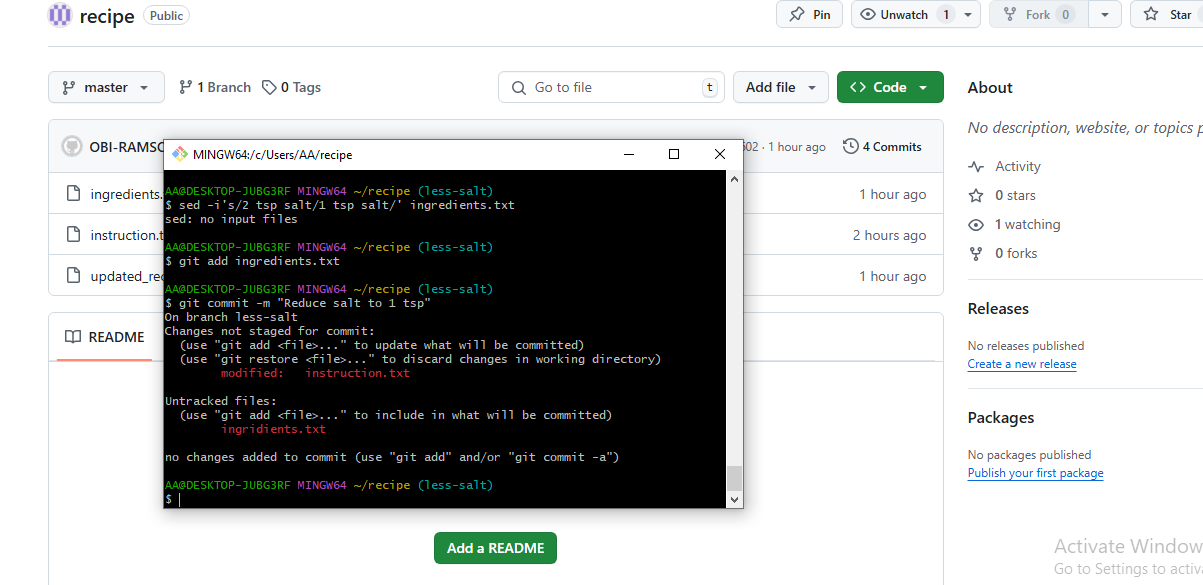 recipe Public
Pin
Unwatch 1
Fork 0
Star
master
1 Branch
0 Tags
Go to file
t
Add file
Code
OBI-RAMSO
602 · 1 hour ago
4 Commits
ingredients.
1 hour ago
instruction.t
2 hours ago
updated_rec
1 hour ago
README
Add a README
MINGW64:/c/Users/AA/recipe
AA@DESKTOP-JUBG3RF MINGW64 ~/recipe (less-salt)
$ sed -i's/2 tsp salt/1 tsp salt/' ingredients.txt
sed: no input files
AA@DESKTOP-JUBG3RF MINGW64 ~/recipe (less-salt)
$ git add ingredients.txt
AA@DESKTOP-JUBG3RF MINGW64 ~/recipe (less-salt)
$ git commit -m "Reduce salt to 1 tsp"
On branch less-salt
Changes not staged for commit:
(use "git add <file>..." to update what will be committed)
(use "git restore <file>..." to discard changes in working directory)
modified:   instruction.txt
Untracked files:
(use "git add <file>..." to include in what will be committed)
ingridients.txt
no changes added to commit (use "git add" and/or "git commit -a")
AA@DESKTOP-JUBG3RF MINGW64 ~/recipe (less-salt)
$
About
No description, website, or topics p
Activity
0 stars
1 watching
0 forks
Releases
No releases published
Create a new release
Packages
No packages published
Publish your first package
Activate Window
Go to Settings to activ